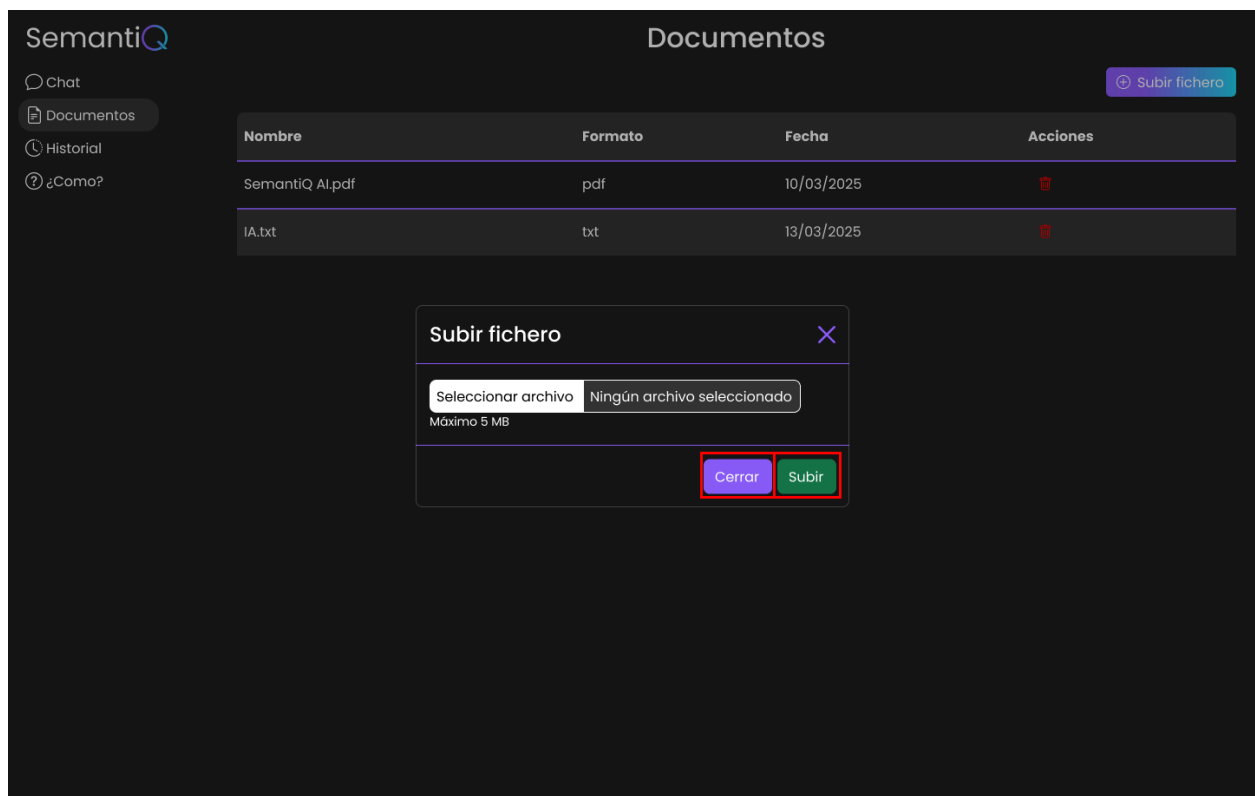 SemantiQ
Documentos
Chat
Subir fichero
Documentos
Historial
¿Como?
Nombre Formato Fecha Acciones
SemantiQ AI.pdf pdf 10/03/2025
IA.txt txt 13/03/2025
Subir fichero
Seleccionar archivo Ningún archivo seleccionado
Máximo 5 MB
Cerrar Subir